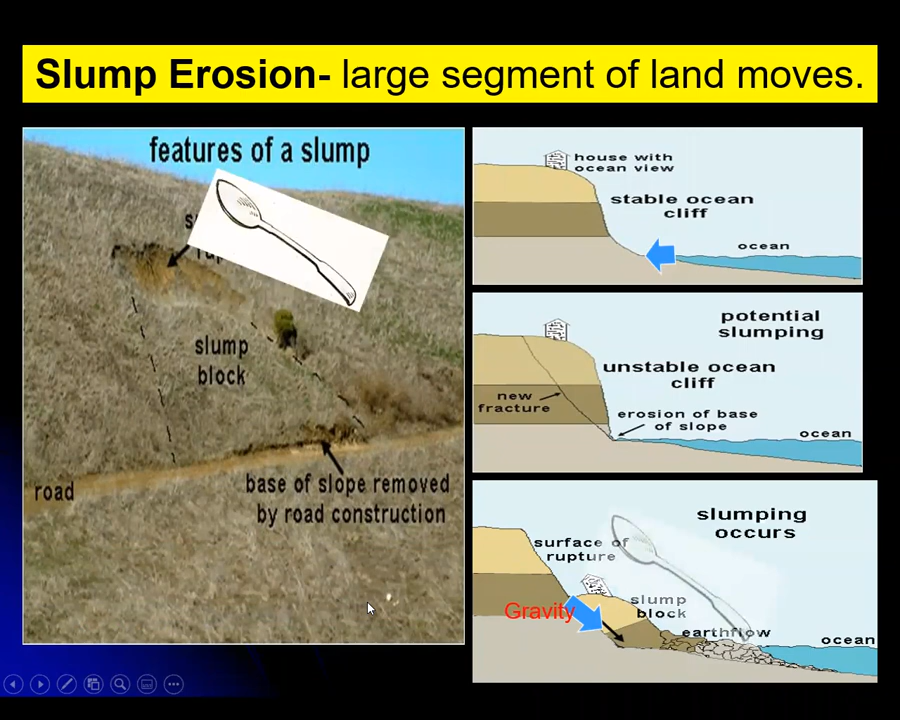 Slump Erosion- large segment of land moves.
features of a slump
slump
block
road
base of slope removed
by road construction
house with
ocean view
stable ocean
cliff
ocean
potential
slumping
unstable ocean
cliff
new
fracture
erosion of base
of slope
ocean
slumping
occurs
surface of
rupture
Gravity
slump
block
earthflow
ocean